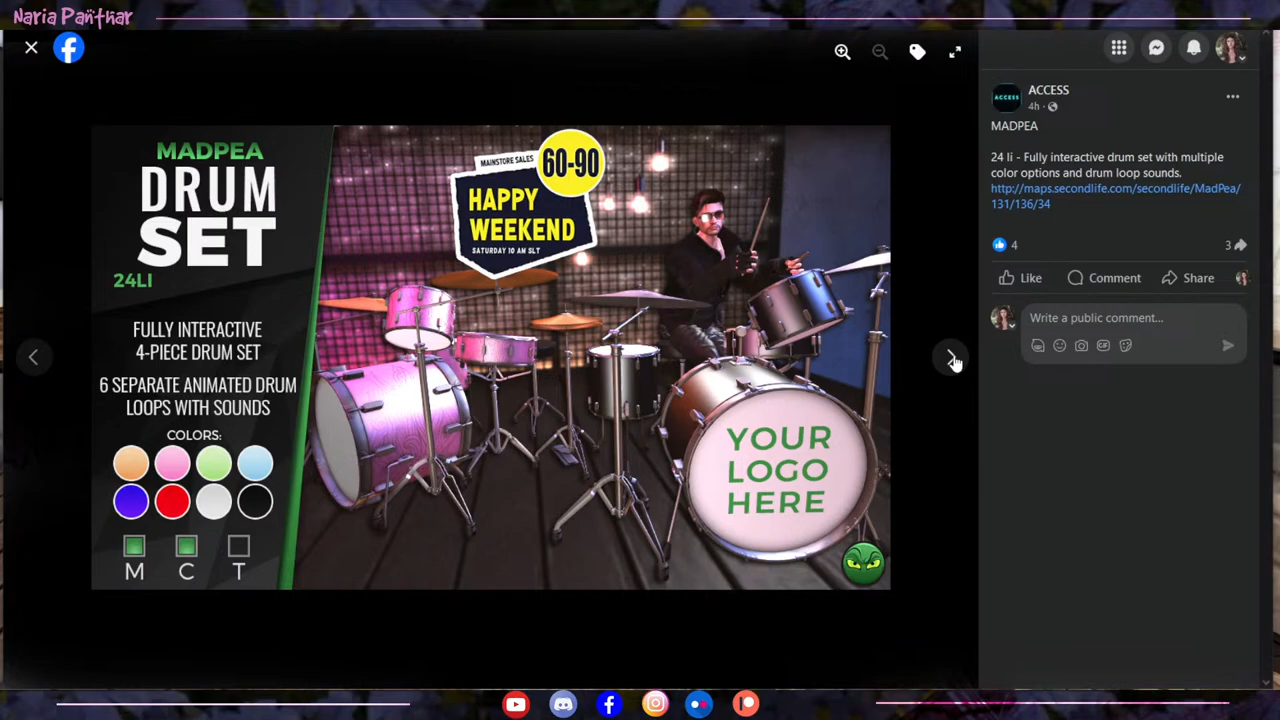 Naria Panthar
MADPEA
DRUM
SET
24LI
FULLY INTERACTIVE
4-PIECE DRUM SET
6 SEPARATE ANIMATED DRUM
LOOPS WITH SOUNDS
COLORS:
M C T
MAINSTORE SALES
60-90
HAPPY
WEEKEND
SATURDAY 10 AM SLT
YOUR
LOGO
HERE
ACCESS
ACCESS
4h ·
MADPEA
24 li - Fully interactive drum set with multiple
color options and drum loop sounds.
http://maps.secondlife.com/secondlife/MadPea/
131/136/34
4
3
Like Comment Share
Write a public comment...
GIF